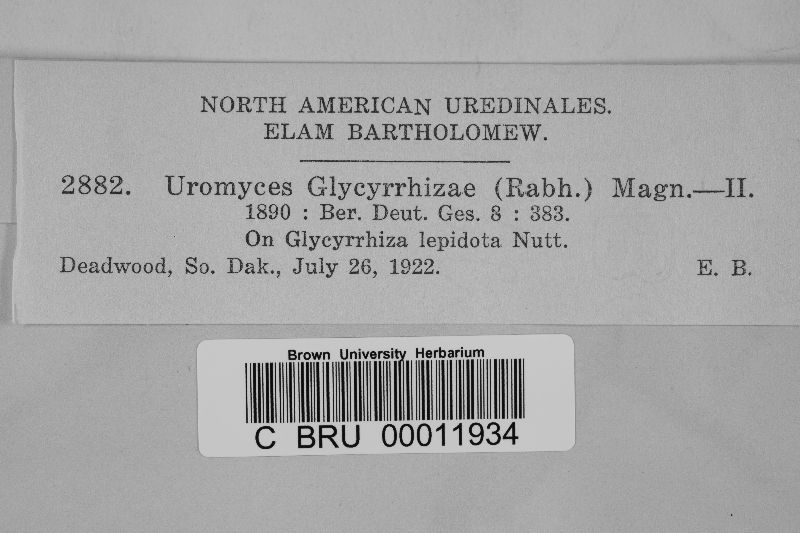 NORTH AMERICAN UREDINALES.
ELAM BARTHOLOMEW.
2882. Uromyces Glycyrrhizae (Rabh.) Magn.—II.
1890 : Ber. Deut. Ges. 8 : 383.
On Glycyrrhiza lepidota Nutt.
Deadwood, So. Dak., July 26, 1922. E. B.
Brown University Herbarium
C BRU 00011934